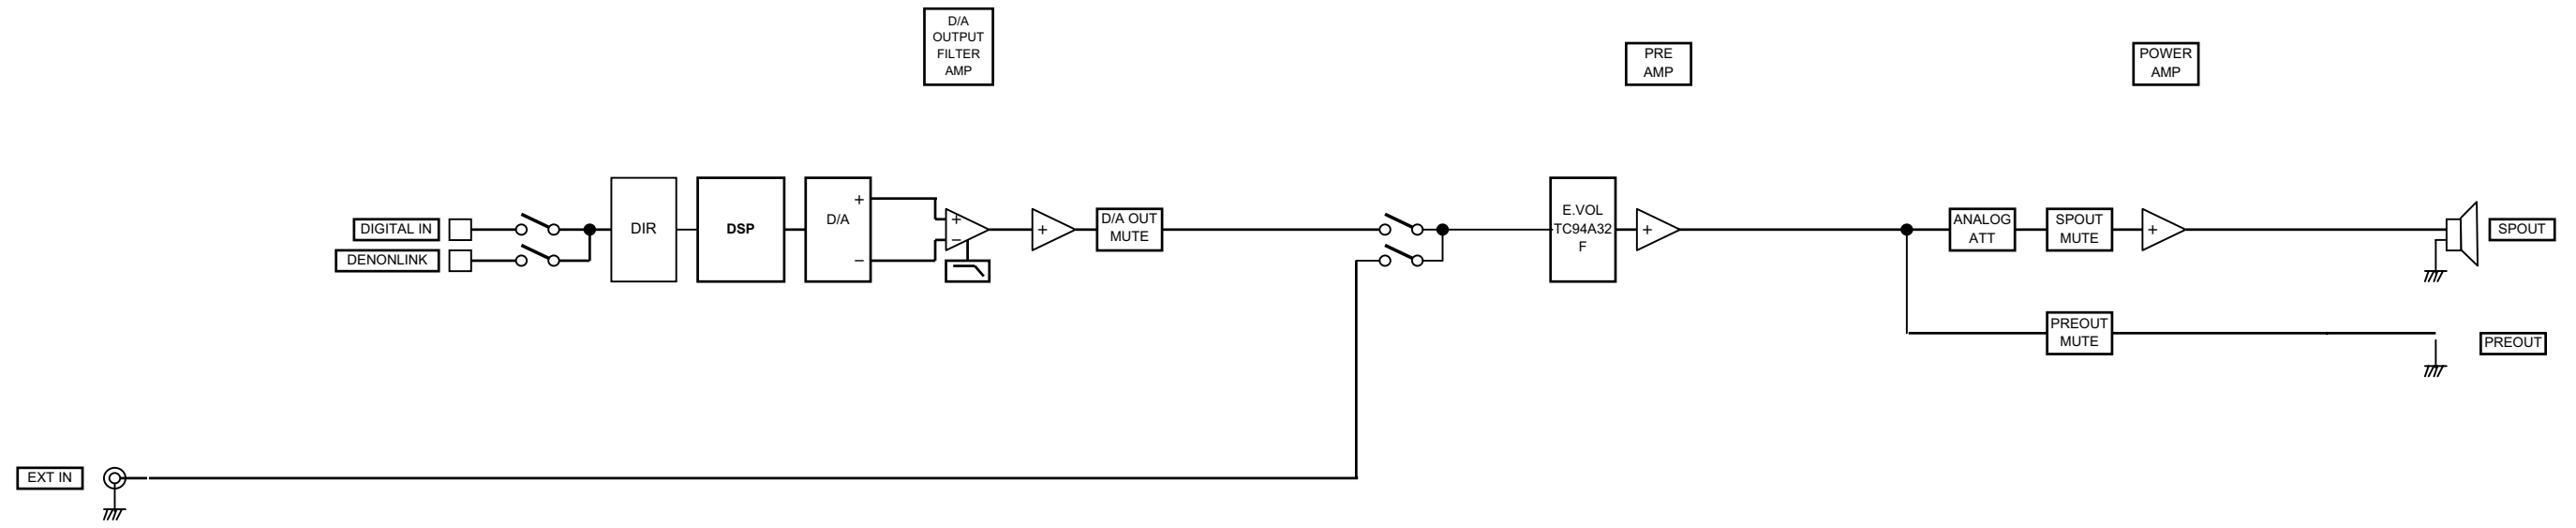 D/A
OUTPUT
FILTER
AMP
PRE
AMP
POWER
AMP
DIGITAL IN
DENONLINK
DIR
DSP
D/A
+
−
+
−
+
D/A OUT
MUTE
E.VOL
TC94A32
F
+
ANALOG
ATT
SPOUT
MUTE
+
SPOUT
PREOUT
MUTE
PREOUT
EXT IN